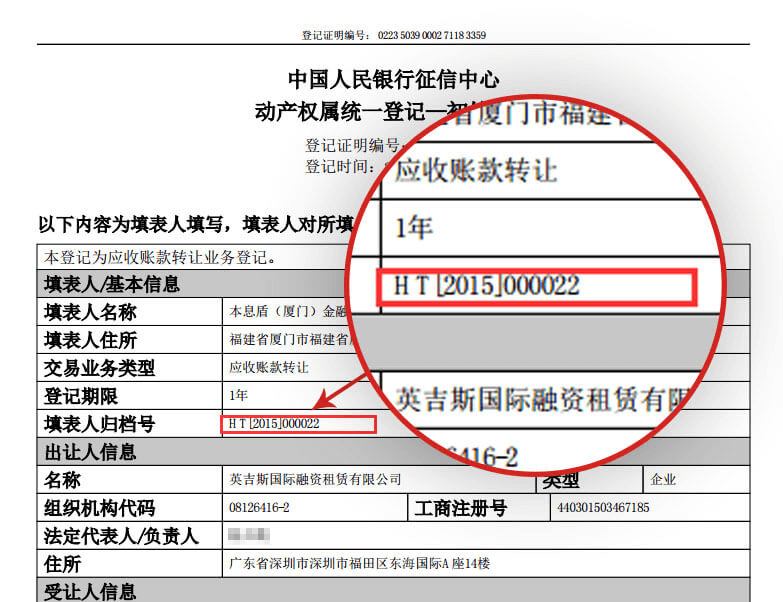 登记证明编号： 0223 5039 0002 7118 3359
中国人民银行征信中心
动产权属统一登记—初
登记证明编号：
登记时间：
以下内容为填表人填写，填表人对所填
本登记为应收账款转让业务登记。
填表人/基本信息
填表人名称 本息盾（厦门）金融
填表人住所 福建省厦门市福建省
交易业务类型 应收账款转让
登记期限 1年
填表人归档号 H T [2015]000022
出让人信息
名称 英吉斯国际融资租赁有限公司 类型 企业
组织机构代码 08126416-2 工商注册号 440301503467185
法定代表人/负责人
住所 广东省深圳市深圳市福田区东海国际A 座14楼
受让人信息
省厦门市福建省
应收账款转让
1年
H T [2015]000022
英吉斯国际融资租赁有限
6416-2